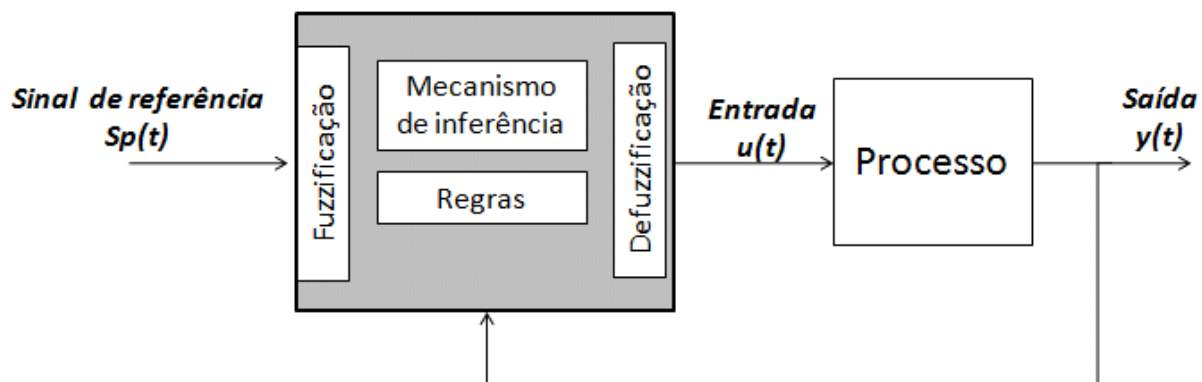 Sinal de referência
Sp(t)
Fuzzificação
Mecanismo
de inferência
Regras
Defuzzificação
Entrada
u(t)
Processo
Saída
y(t)